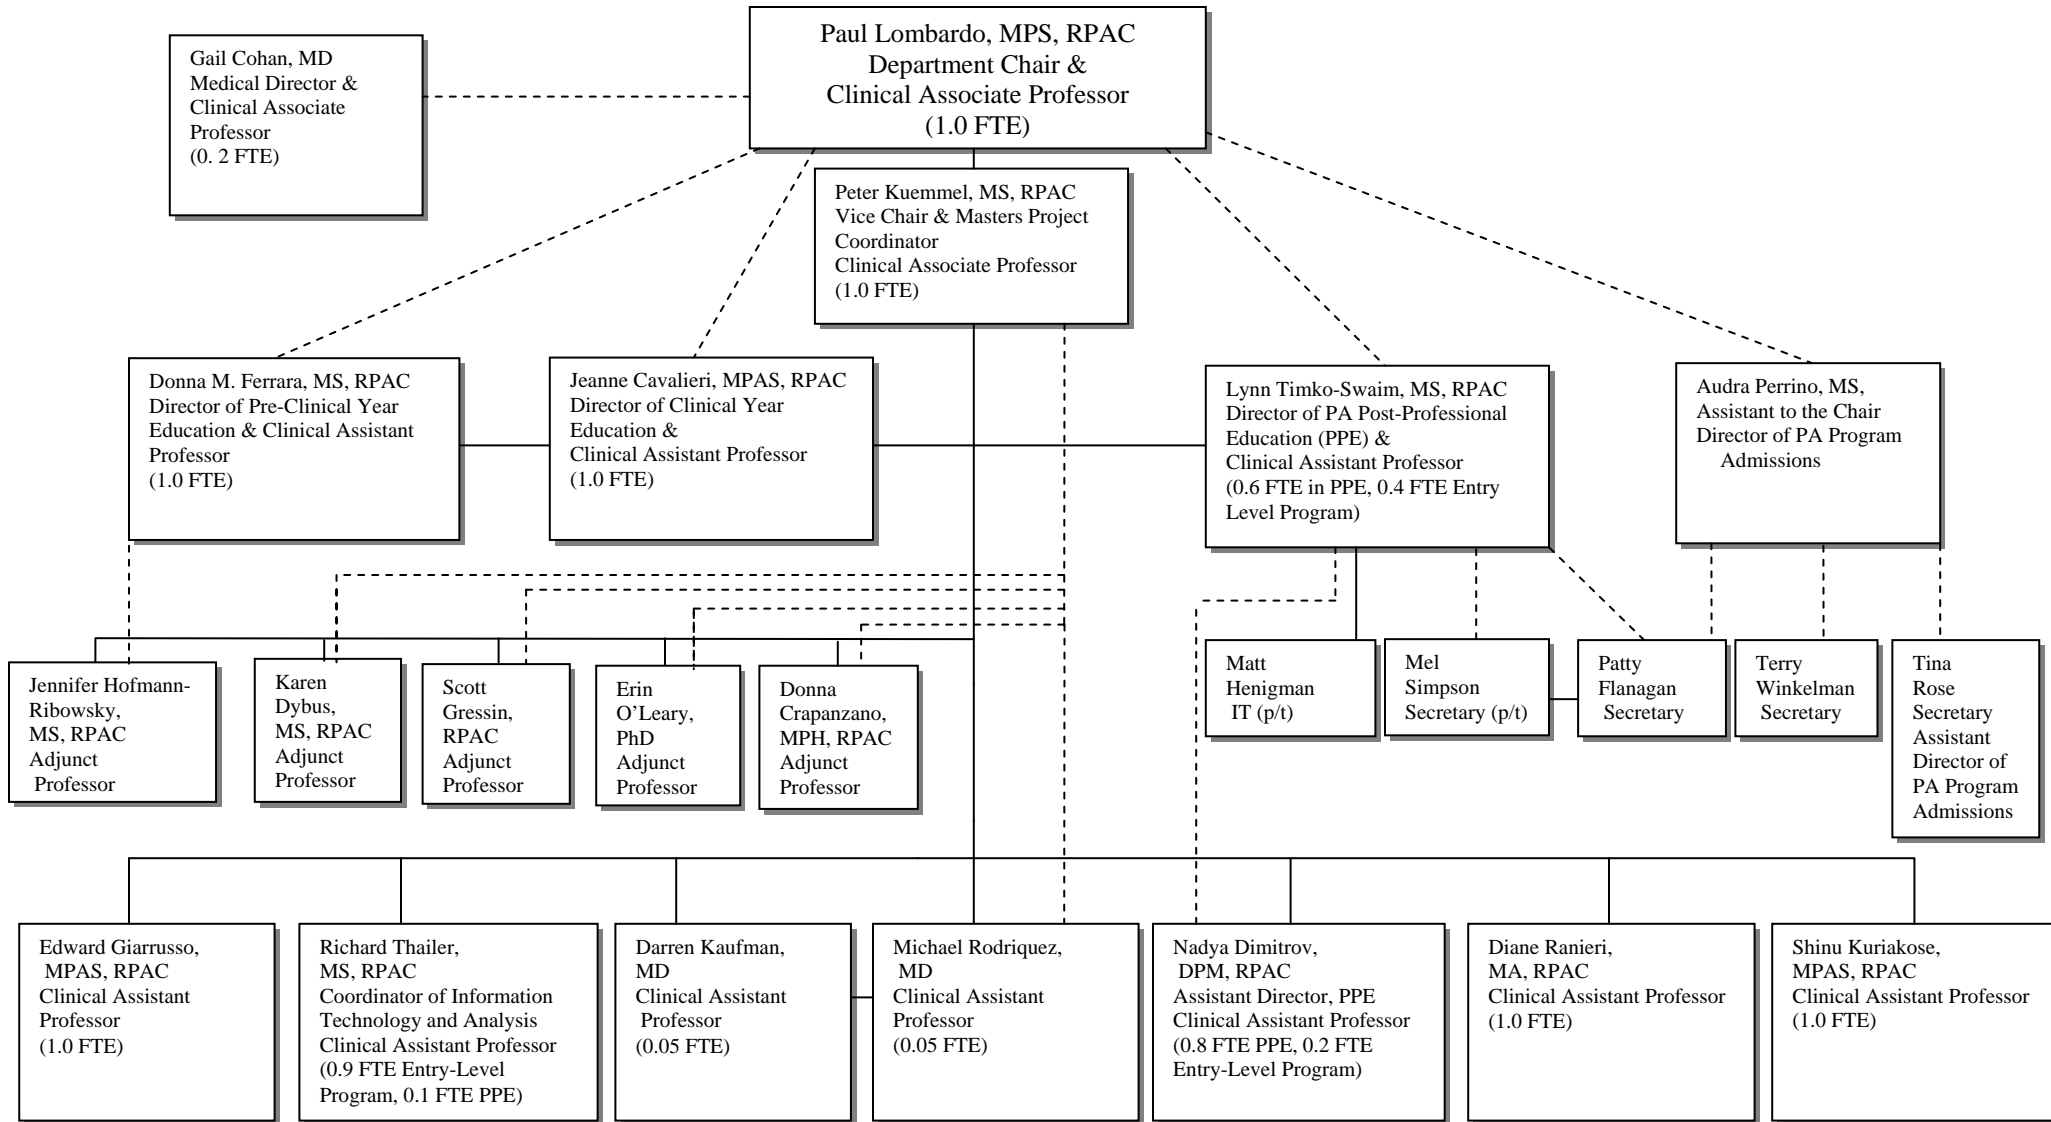 Paul Lombardo, MPS, RPAC
Department Chair &
Clinical Associate Professor
(1.0 FTE)
Gail Cohan, MD
Medical Director &
Clinical Associate
Professor
(0. 2 FTE)
Peter Kuemmel, MS, RPAC
Vice Chair & Masters Project
Coordinator
Clinical Associate Professor
(1.0 FTE)
Donna M. Ferrara, MS, RPAC
Director of Pre-Clinical Year
Education & Clinical Assistant
Professor
(1.0 FTE)
Jeanne Cavalieri, MPAS, RPAC
Director of Clinical Year
Education &
Clinical Assistant Professor
(1.0 FTE)
Lynn Timko-Swaim, MS, RPAC
Director of PA Post-Professional
Education (PPE) &
Clinical Assistant Professor
(0.6 FTE in PPE, 0.4 FTE Entry
Level Program)
Audra Perrino, MS,
Assistant to the Chair
Director of PA Program
Admissions
Jennifer Hofmann-
Ribowsky,
MS, RPAC
Adjunct
Professor
Karen
Dybus,
MS, RPAC
Adjunct
Professor
Scott
Gressin,
RPAC
Adjunct
Professor
Erin
O’Leary,
PhD
Adjunct
Professor
Donna
Crapanzano,
MPH, RPAC
Adjunct
Professor
Matt
Henigman
IT (p/t)
Mel
Simpson
Secretary (p/t)
Patty
Flanagan
Secretary
Terry
Winkelman
Secretary
Tina
Rose
Secretary
Assistant
Director of
PA Program
Admissions
Edward Giarrusso,
MPAS, RPAC
Clinical Assistant
Professor
(1.0 FTE)
Richard Thailer,
MS, RPAC
Coordinator of Information
Technology and Analysis
Clinical Assistant Professor
(0.9 FTE Entry-Level
Program, 0.1 FTE PPE)
Darren Kaufman,
MD
Clinical Assistant
Professor
(0.05 FTE)
Michael Rodriquez,
MD
Clinical Assistant
Professor
(0.05 FTE)
Nadya Dimitrov,
DPM, RPAC
Assistant Director, PPE
Clinical Assistant Professor
(0.8 FTE PPE, 0.2 FTE
Entry-Level Program)
Diane Ranieri,
MA, RPAC
Clinical Assistant Professor
(1.0 FTE)
Shinu Kuriakose,
MPAS, RPAC
Clinical Assistant Professor
(1.0 FTE)